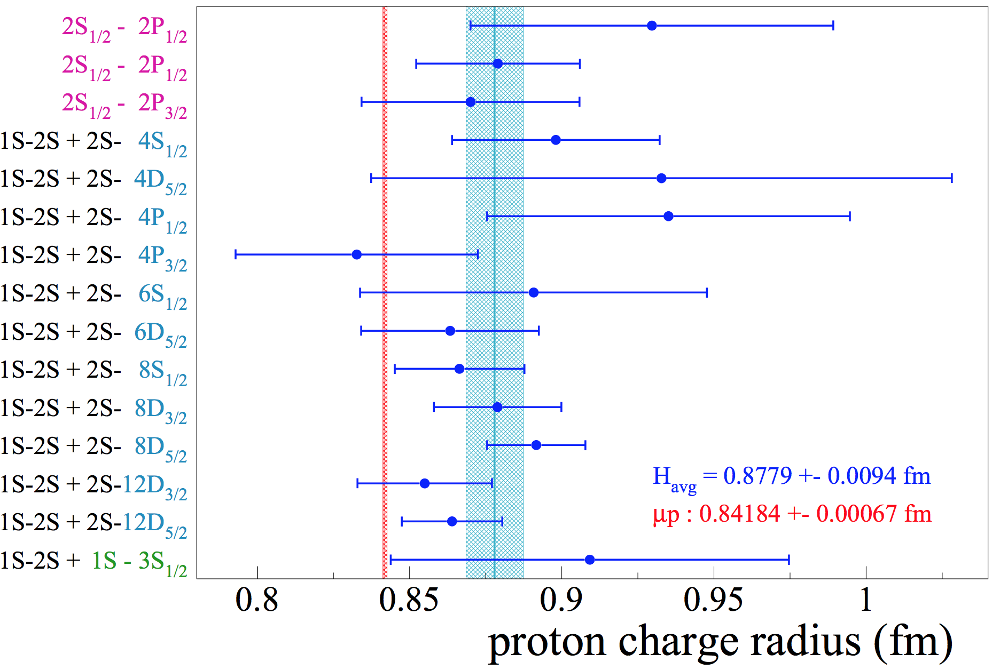 2S1/2 - 2P1/2
2S1/2 - 2P1/2
2S1/2 - 2P3/2
1S-2S + 2S- 4S1/2
1S-2S + 2S- 4D5/2
1S-2S + 2S- 4P1/2
1S-2S + 2S- 4P3/2
1S-2S + 2S- 6S1/2
1S-2S + 2S- 6D5/2
1S-2S + 2S- 8S1/2
1S-2S + 2S- 8D3/2
1S-2S + 2S- 8D5/2
1S-2S + 2S-12D3/2
1S-2S + 2S-12D5/2
1S-2S + 1S - 3S1/2
Havg = 0.8779 +- 0.0094 fm
μp : 0.84184 +- 0.00067 fm
0.8 0.85 0.9 0.95 1
proton charge radius (fm)